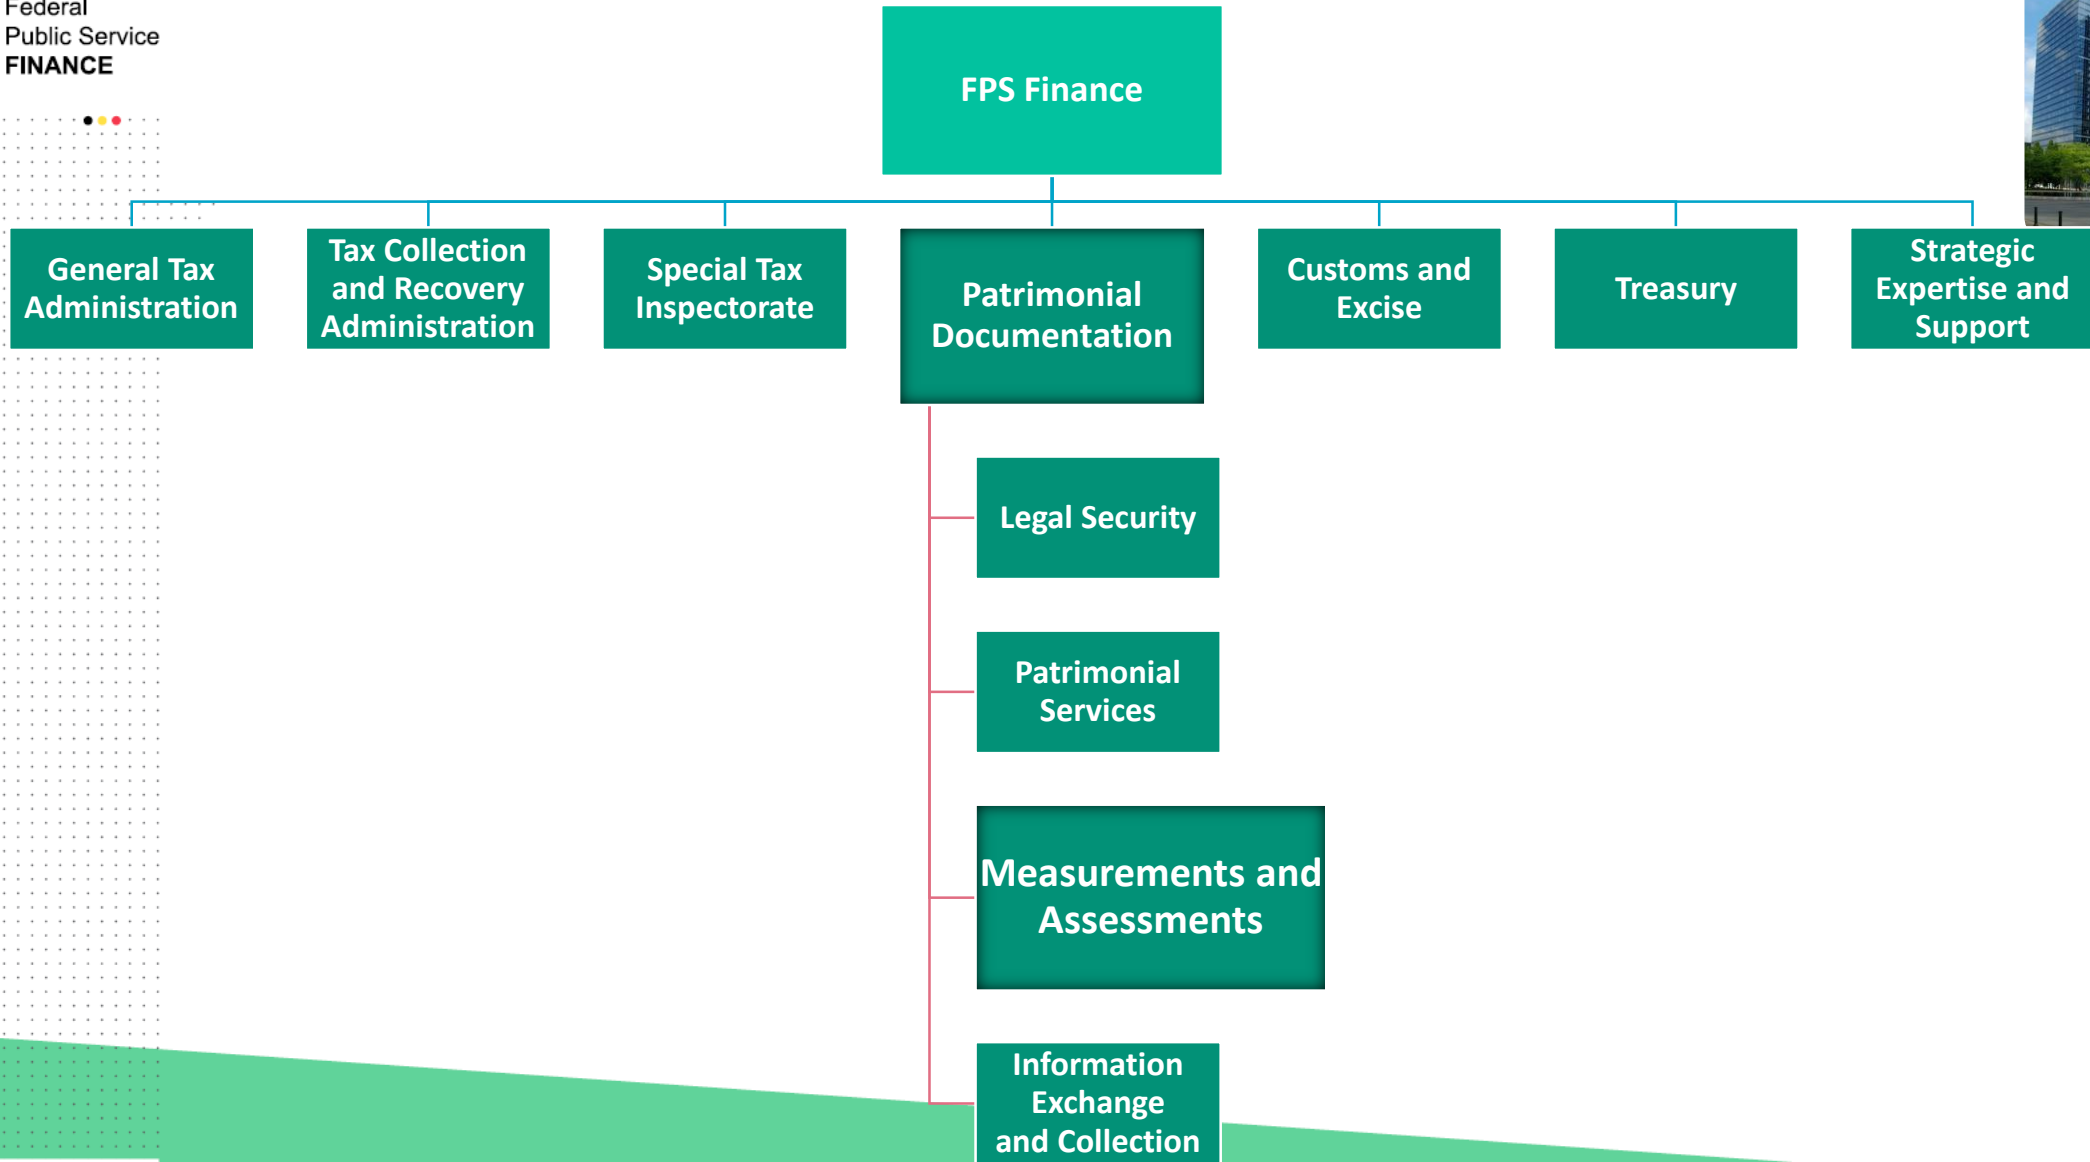 Federal
Public Service
FINANCE
FPS Finance
General Tax
Administration
Tax Collection
and Recovery
Administration
Special Tax
Inspectorate
Patrimonial
Documentation
Customs and
Excise
Treasury
Strategic
Expertise and
Support
Legal Security
Patrimonial
Services
Measurements and
Assessments
Information
Exchange
and Collection